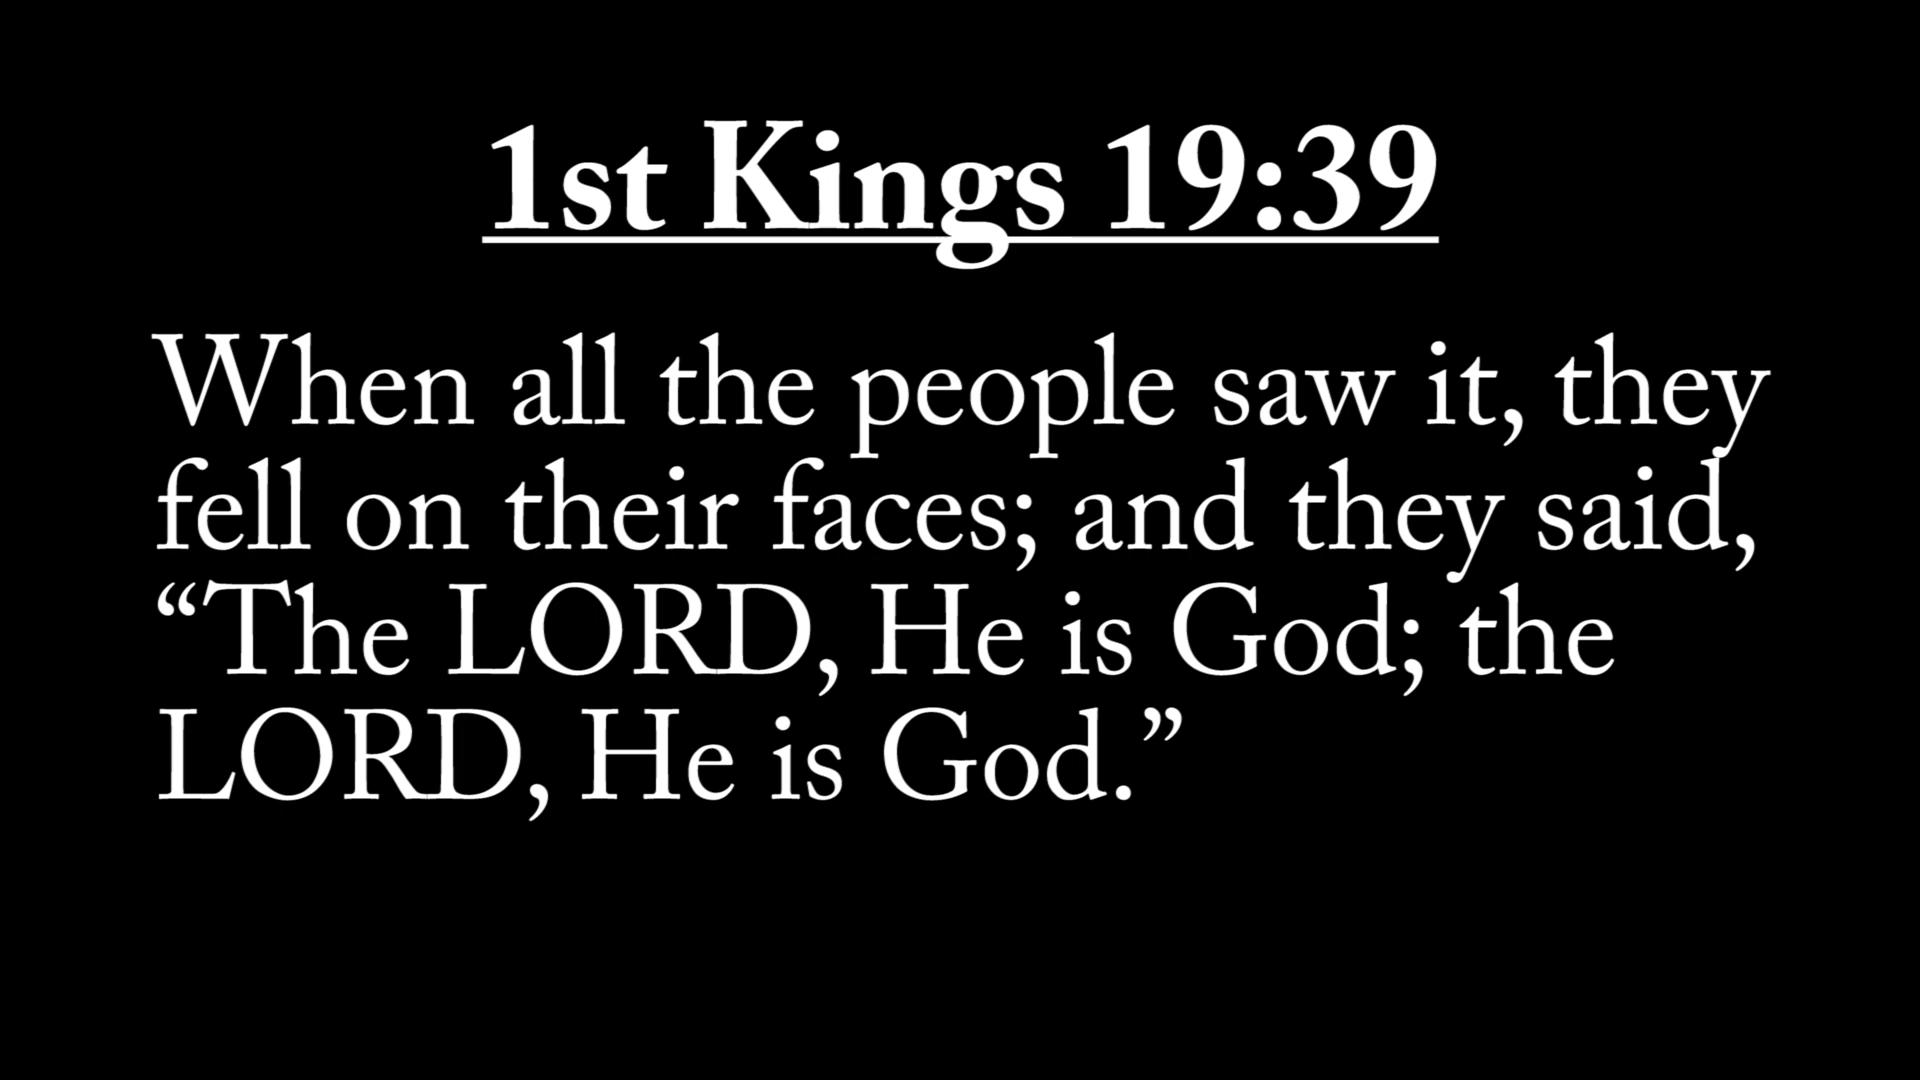 1st Kings 19:39
When all the people saw it, they
fell on their faces; and they said,
“The LORD, He is God; the
LORD, He is God.”